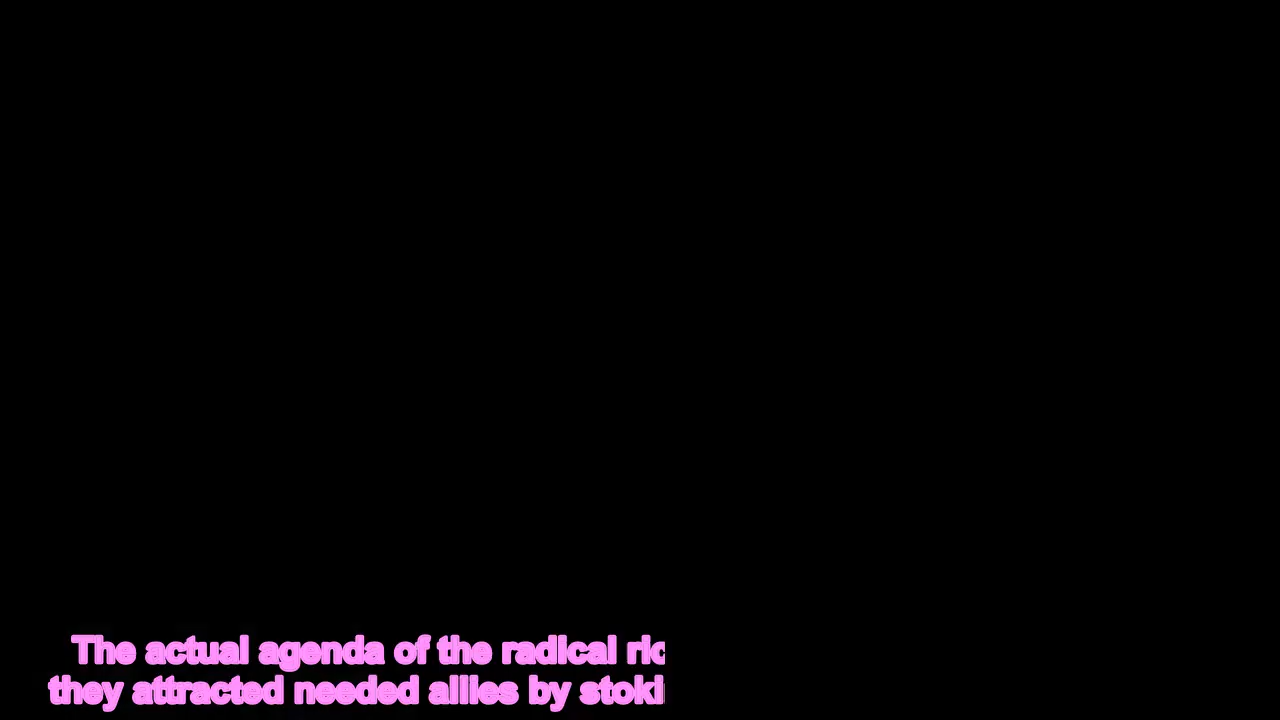 The actual agenda of the radical
they attracted needed allies by